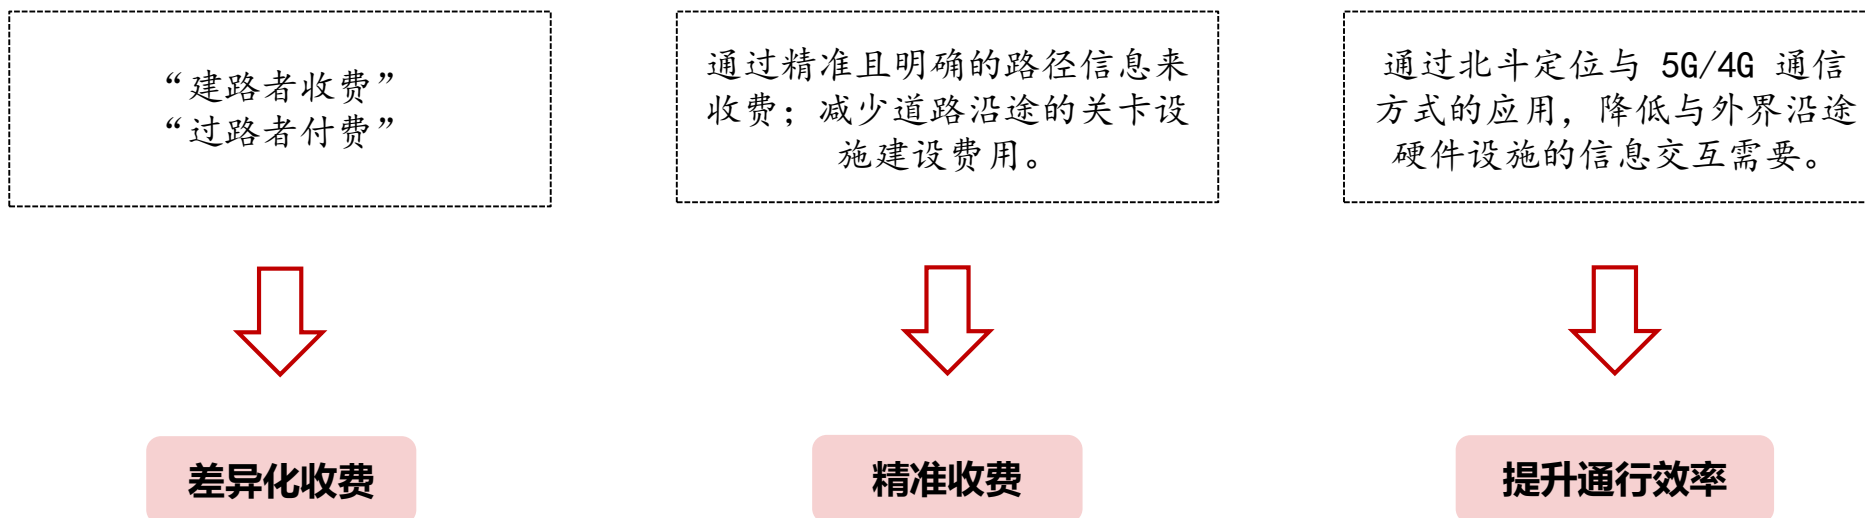 “建路者收费”
“过路者付费”
通过精准且明确的路径信息来
收费；减少道路沿途的关卡设
施建设费用。
通过北斗定位与 5G/4G 通信
方式的应用，降低与外界沿途
硬件设施的信息交互需要。
差异化收费
精准收费
提升通行效率